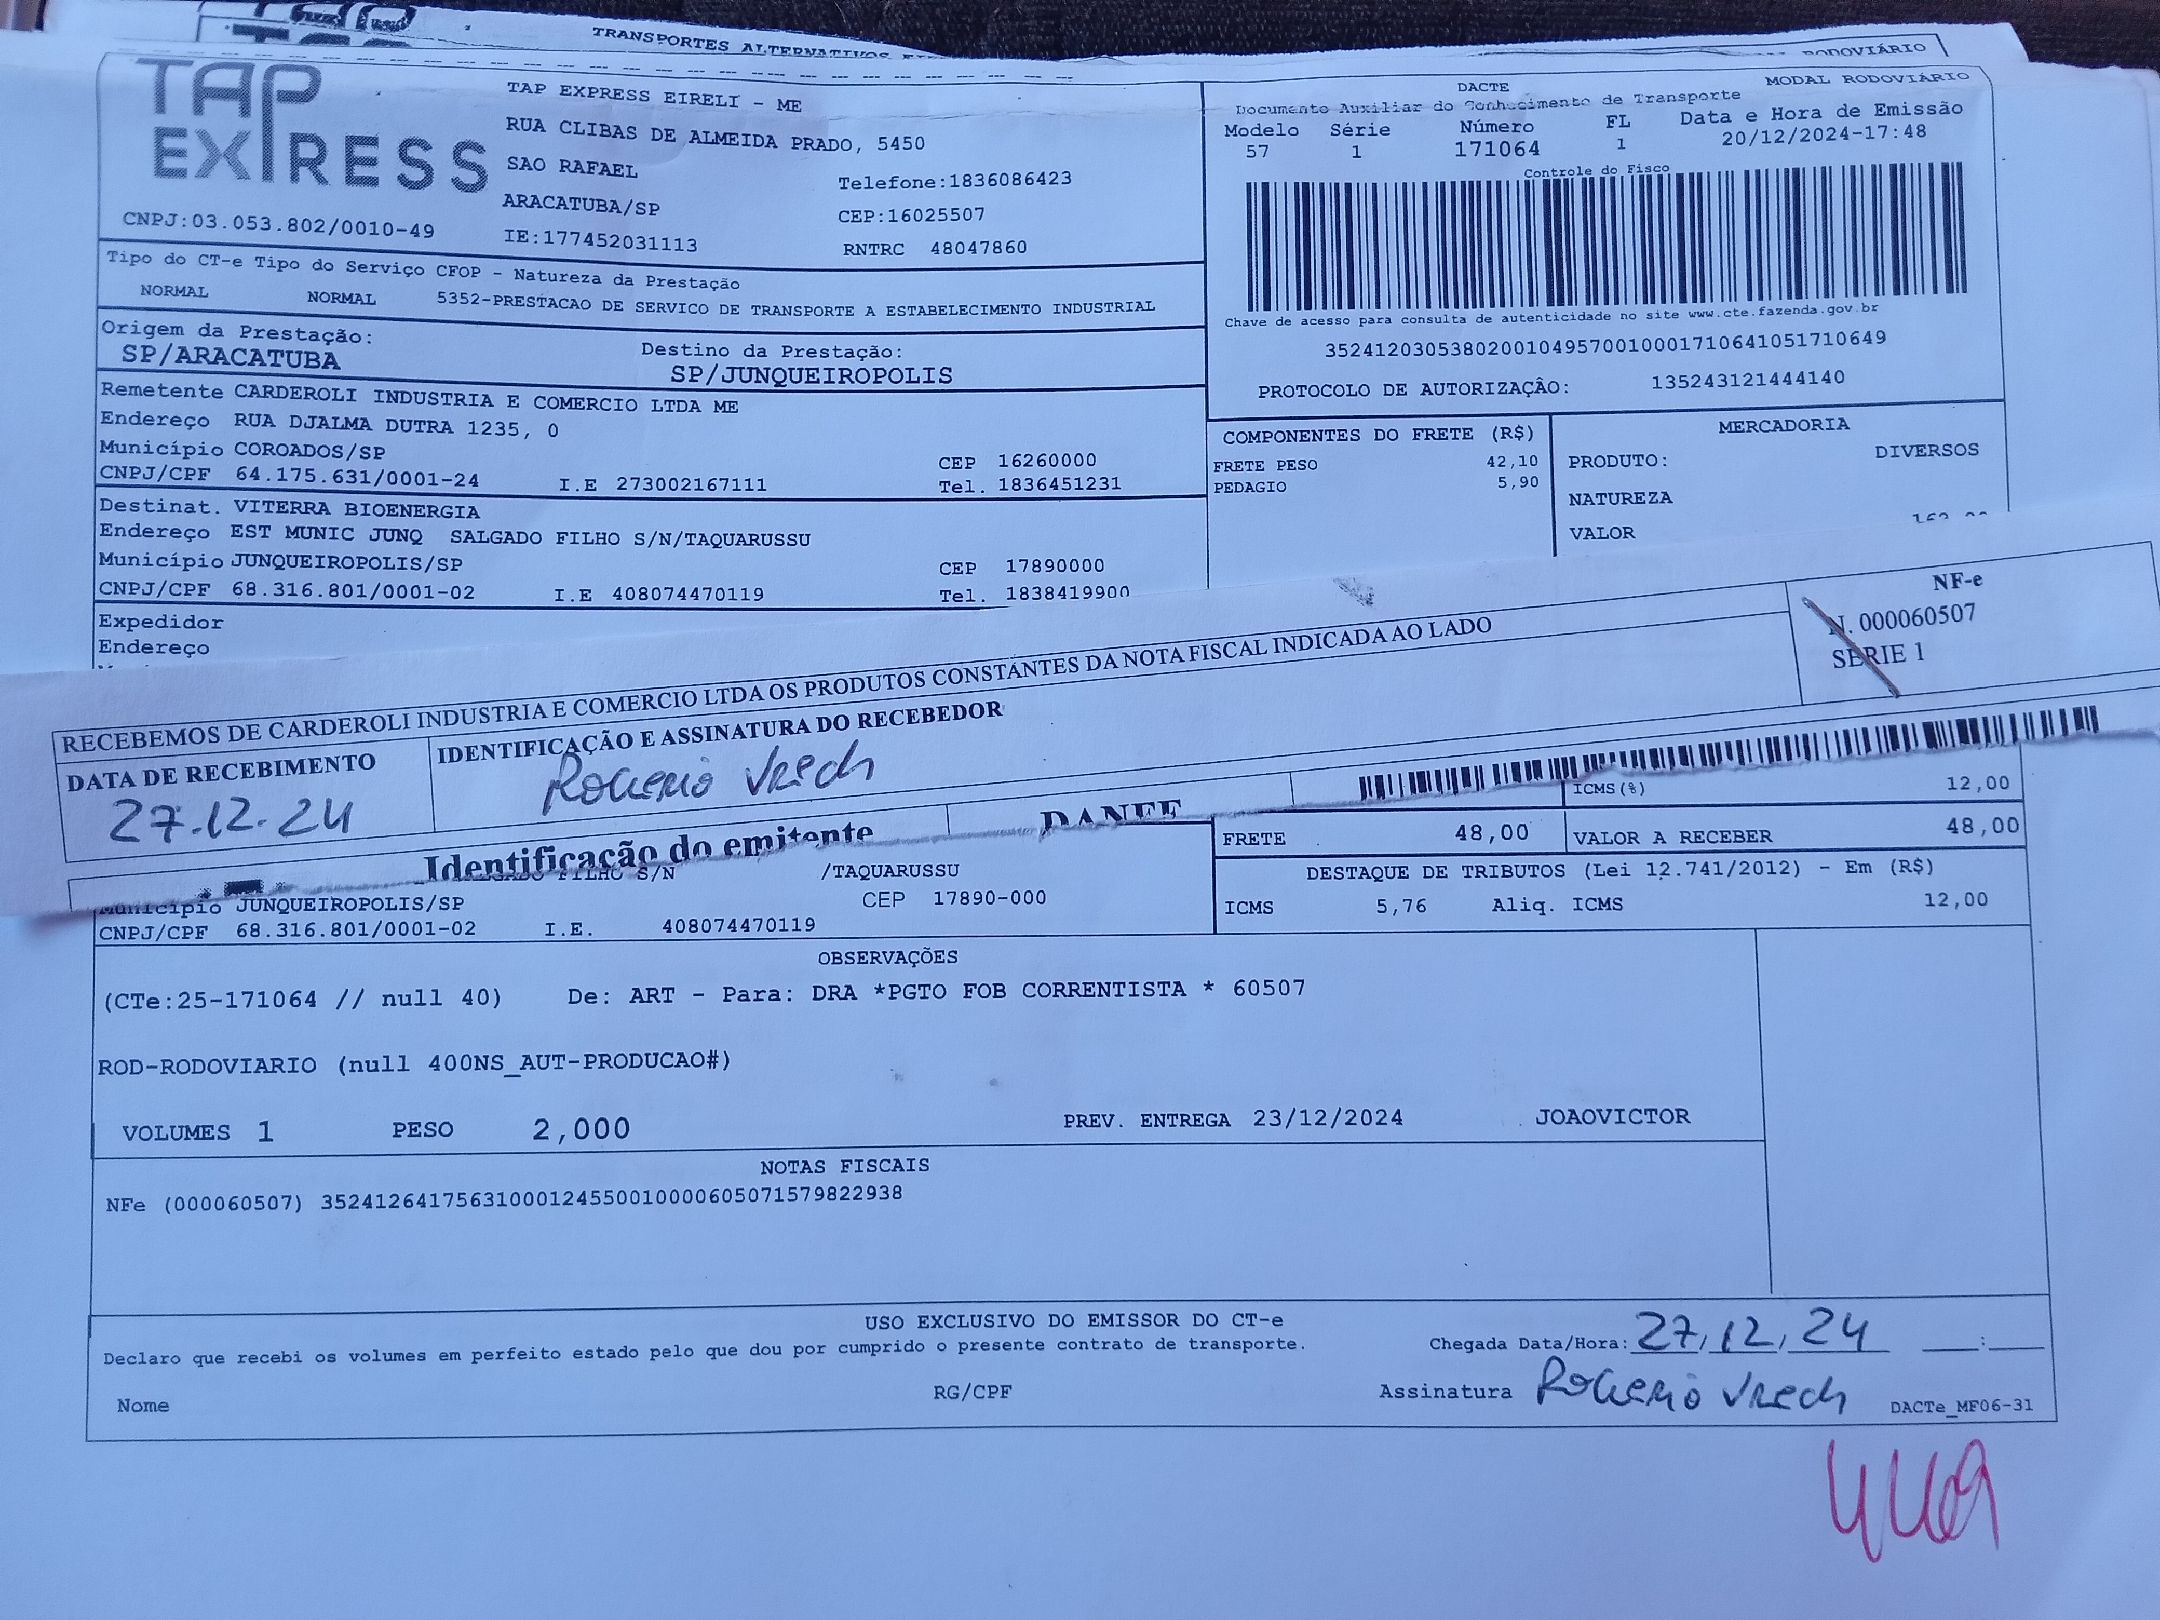 TRANSPORTES ALTERNATIVOS
RODOVIÁRIO
TAP
EXPRESS
CNPJ:03.053.802/0010-49
TAP EXPRESS EIRELI - ME
RUA CLIBAS DE ALMEIDA PRADO, 5450
SAO RAFAEL
Telefone:1836086423
ARACATUBA/SP
CEP:16025507
IE:177452031113
RNTRC 48047860
DACTE
MODAL RODOVIÁRIO
Documento Auxiliar do Conhecimento de Transporte
Modelo Série Número FL Data e Hora de Emissão
57 1 171064 1 20/12/2024-17:48
Controle do Fisco
Chave de acesso para consulta de autenticidade no site www.cte.fazenda.gov.br
35241203053802001049570010001710641051710649
PROTOCOLO DE AUTORIZAÇÃO: 135243121444140
Tipo do CT-e Tipo do Serviço CFOP - Natureza da Prestação
NORMAL NORMAL 5352-PRESTACAO DE SERVICO DE TRANSPORTE A ESTABELECIMENTO INDUSTRIAL
Origem da Prestação:
SP/ARACATUBA
Destino da Prestação:
SP/JUNQUEIROPOLIS
Remetente CARDEROLI INDUSTRIA E COMERCIO LTDA ME
Endereço RUA DJALMA DUTRA 1235, 0
Município COROADOS/SP
CEP 16260000
CNPJ/CPF 64.175.631/0001-24 I.E 273002167111 Tel. 1836451231
Destinat. VITERRA BIOENERGIA
Endereço EST MUNIC JUNQ SALGADO FILHO S/N/TAQUARUSSU
Município JUNQUEIROPOLIS/SP CEP 17890000
CNPJ/CPF 68.316.801/0001-02 I.E 408074470119 Tel. 1838419900
Expedidor
Endereço
COMPONENTES DO FRETE (R$)
FRETE PESO 42,10
PEDAGIO 5,90
MERCADORIA
PRODUTO: DIVERSOS
NATUREZA
VALOR
RECEBEMOS DE CARDEROLI INDUSTRIA E COMERCIO LTDA OS PRODUTOS CONSTANTES DA NOTA FISCAL INDICADA AO LADO
NF-e
N. 000060507
SERIE 1
DATA DE RECEBIMENTO
27.12.24
IDENTIFICAÇÃO E ASSINATURA DO RECEBEDOR
Rogerio Vrech
Identificação do emitente
DANFE
ICMS(%) 12,00
FRETE 48,00 VALOR A RECEBER 48,00
DESTAQUE DE TRIBUTOS (Lei 12.741/2012) - Em (R$)
ICMS 5,76 Aliq. ICMS 12,00
SALGADO FILHO S/N /TAQUARUSSU
Município JUNQUEIROPOLIS/SP CEP 17890-000
CNPJ/CPF 68.316.801/0001-02 I.E. 408074470119
OBSERVAÇÕES
(CTe:25-171064 // null 40) De: ART - Para: DRA *PGTO FOB CORRENTISTA * 60507
ROD-RODOVIARIO (null 400NS_AUT-PRODUCAO#)
VOLUMES 1 PESO 2,000 PREV. ENTREGA 23/12/2024 JOAOVICTOR
NOTAS FISCAIS
NFe (000060507) 35241264175631000124550010000605071579822938
USO EXCLUSIVO DO EMISSOR DO CT-e
Declaro que recebi os volumes em perfeito estado pelo que dou por cumprido o presente contrato de transporte.
Chegada Data/Hora: 27/12/24 :
Nome RG/CPF Assinatura Rogerio Vrech
DACTe_MF06-31